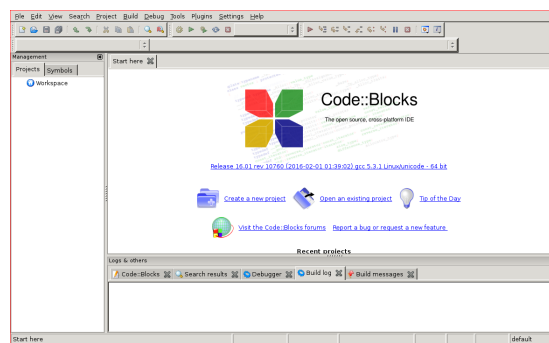 File Edit View Search Project Build Debug Tools Plugins Settings Help
Management
Projects Symbols
Workspace
Start here
Code::Blocks
The open source, cross-platform IDE
Release 16.01 rev 10760 (2016-02-01 01:39:02) gcc 5.3.1 Linux/unicode - 64 bit
Create a new project Open an existing project Tip of the Day
Visit the Code::Blocks forums Report a bug or request a new feature
Recent projects
Logs & others
Code::Blocks Search results Debugger Build log Build messages
Start here default